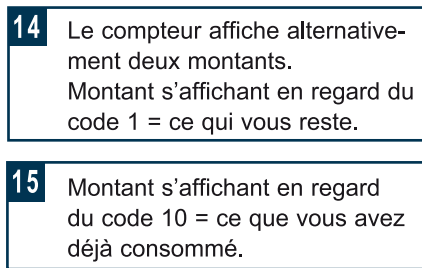 14 Le compteur affiche alternative-
ment deux montants.
Montant s'affichant en regard du
code 1 = ce qui vous reste.
15 Montant s'affichant en regard
du code 10 = ce que vous avez
déjà consommé.